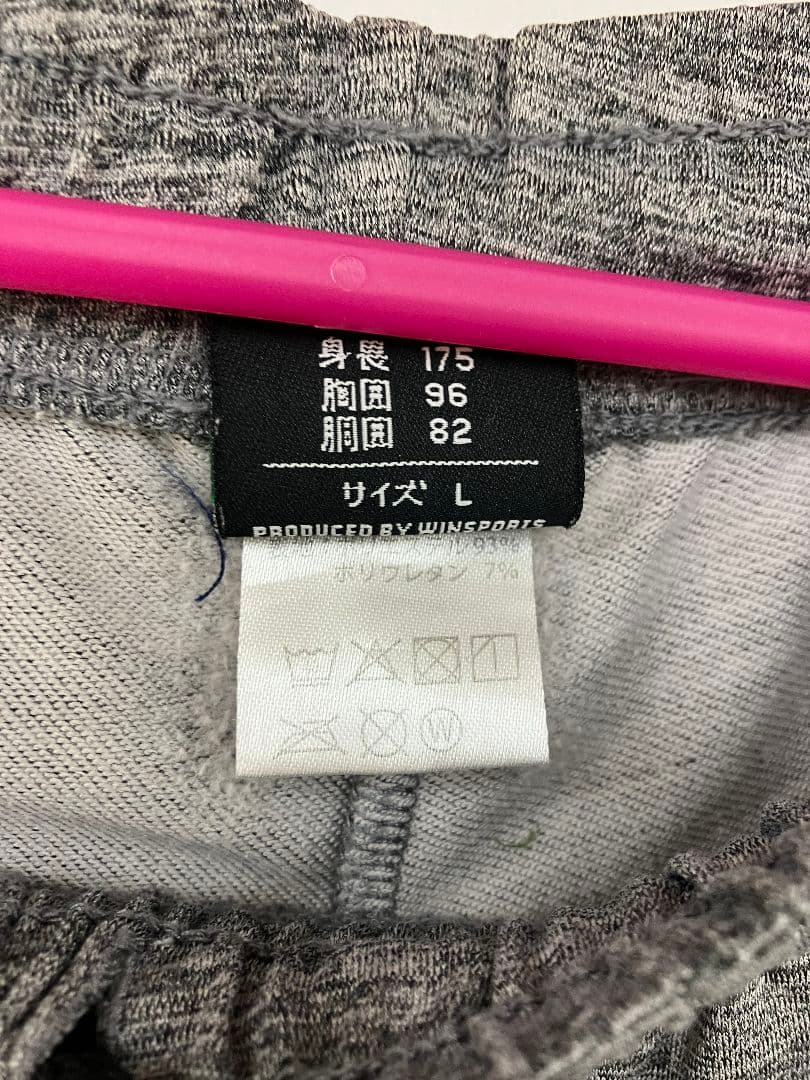 身長 175
胸囲 96
胴囲 82
サイズ L
PRODUCED BY WINSPORTS
93%
ポリウレタン 7%
W